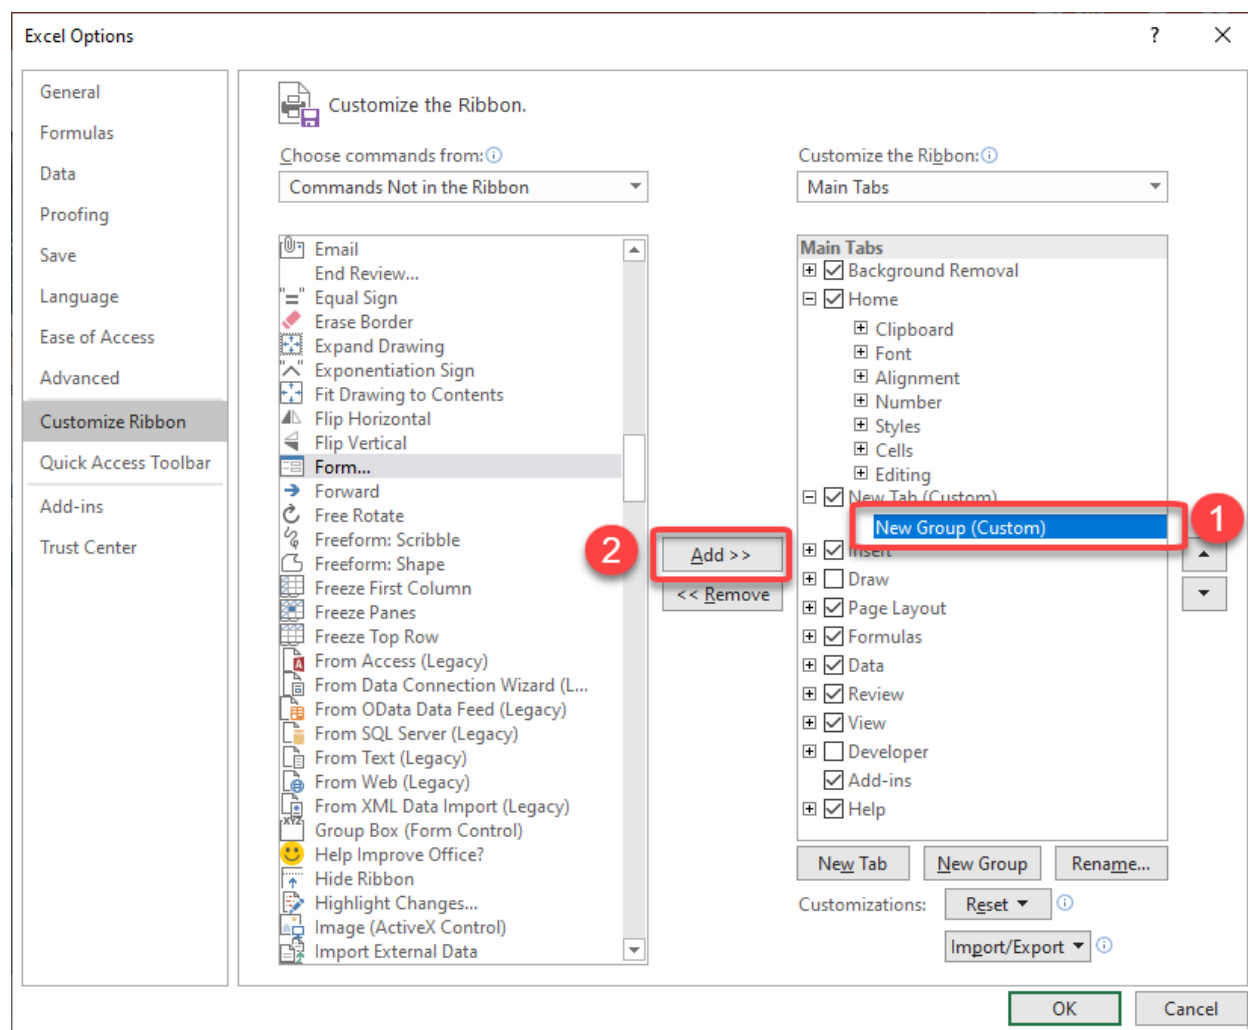 Excel Options
?
General
Formulas
Data
Proofing
Save
Language
Ease of Access
Advanced
Customize Ribbon
Quick Access Toolbar
Add-ins
Trust Center
Customize the Ribbon.
Choose commands from:
Commands Not in the Ribbon
Email
End Review...
Equal Sign
Erase Border
Expand Drawing
Exponentiation Sign
Fit Drawing to Contents
Flip Horizontal
Flip Vertical
Form...
Forward
Free Rotate
Freeform: Scribble
Freeform: Shape
Freeze First Column
Freeze Panes
Freeze Top Row
From Access (Legacy)
From Data Connection Wizard (L...
From OData Data Feed (Legacy)
From SQL Server (Legacy)
From Text (Legacy)
From Web (Legacy)
From XML Data Import (Legacy)
Group Box (Form Control)
Help Improve Office?
Hide Ribbon
Highlight Changes...
Image (ActiveX Control)
Import External Data
2
Add >>
<< Remove
Customize the Ribbon:
Main Tabs
Main Tabs
Background Removal
Home
Clipboard
Font
Alignment
Number
Styles
Cells
Editing
New Tab (Custom)
New Group (Custom)
1
Insert
Draw
Page Layout
Formulas
Data
Review
View
Developer
Add-ins
Help
New Tab
New Group
Rename...
Customizations:
Reset
Import/Export
OK
Cancel